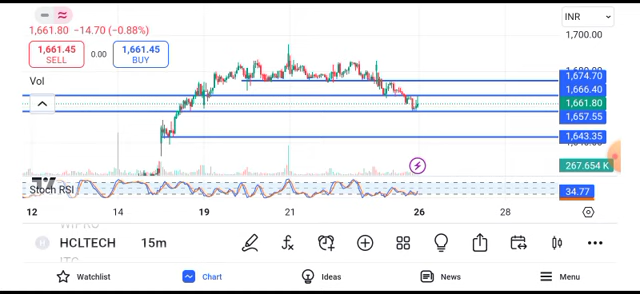 1,661.80 −14.70 (−0.88%)
INR
1,700.00
1,661.45
SELL
0.00
1,661.45
BUY
Vol
1,674.70
1,666.40
1,661.80
1,657.55
1,643.35
267.654 K
Stoch RSI
34.77
12 14 19 21 26 28
HCLTECH 15m
Watchlist Chart Ideas News Menu